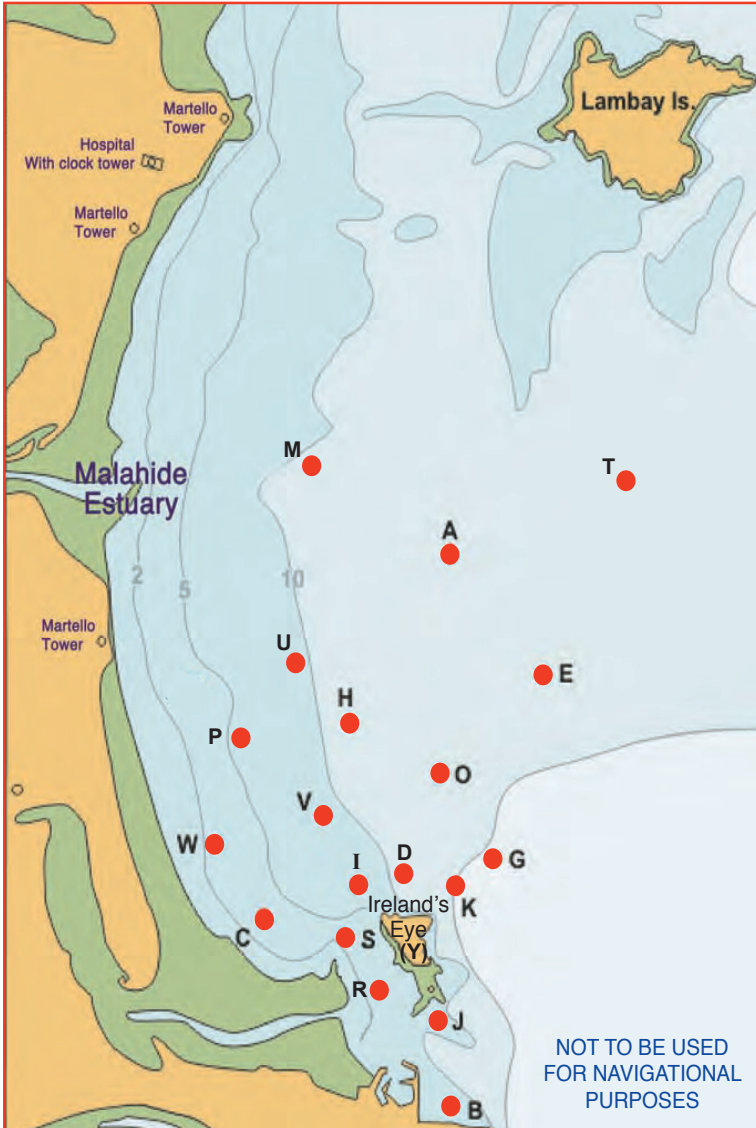 Lambay Is.
Martello
Tower
Hospital
With clock tower
Martello
Tower
M
T
Malahide
Estuary
A
2
5
10
Martello
Tower
U
E
H
P
O
V
W
D
G
I
K
Ireland's
Eye
(Y)
C
S
R
J
NOT TO BE USED
FOR NAVIGATIONAL
PURPOSES
B